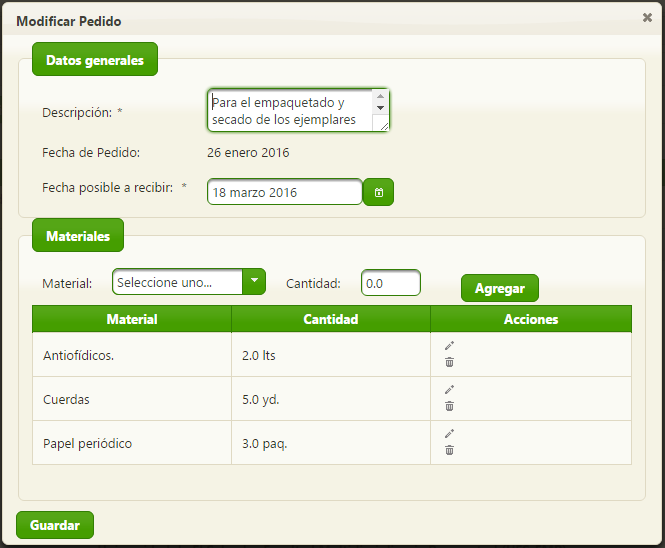 Modificar Pedido
Datos generales
Descripción: *
Para el empaquetado y
secado de los ejemplares
Fecha de Pedido: 26 enero 2016
Fecha posible a recibir: * 18 marzo 2016
Materiales
Material: Seleccione uno... Cantidad: 0.0 Agregar
Material Cantidad Acciones
Antiofídicos. 2.0 lts
Cuerdas 5.0 yd.
Papel periódico 3.0 paq.
Guardar